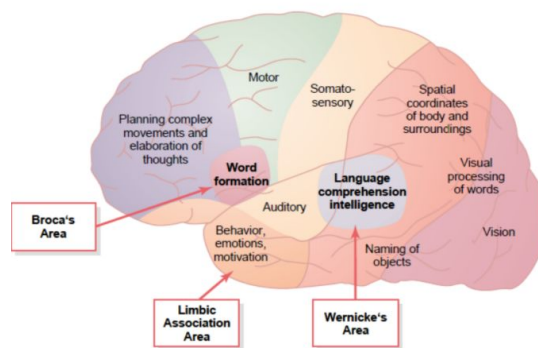 Motor
Somato-
sensory
Spatial
coordinates
of body and
surroundings
Planning complex
movements and
elaboration of
thoughts
Word
formation
Language
comprehension
intelligence
Visual
processing
of words
Broca's
Area
Auditory
Behavior,
emotions,
motivation
Naming of
objects
Vision
Limbic
Association
Area
Wernicke's
Area